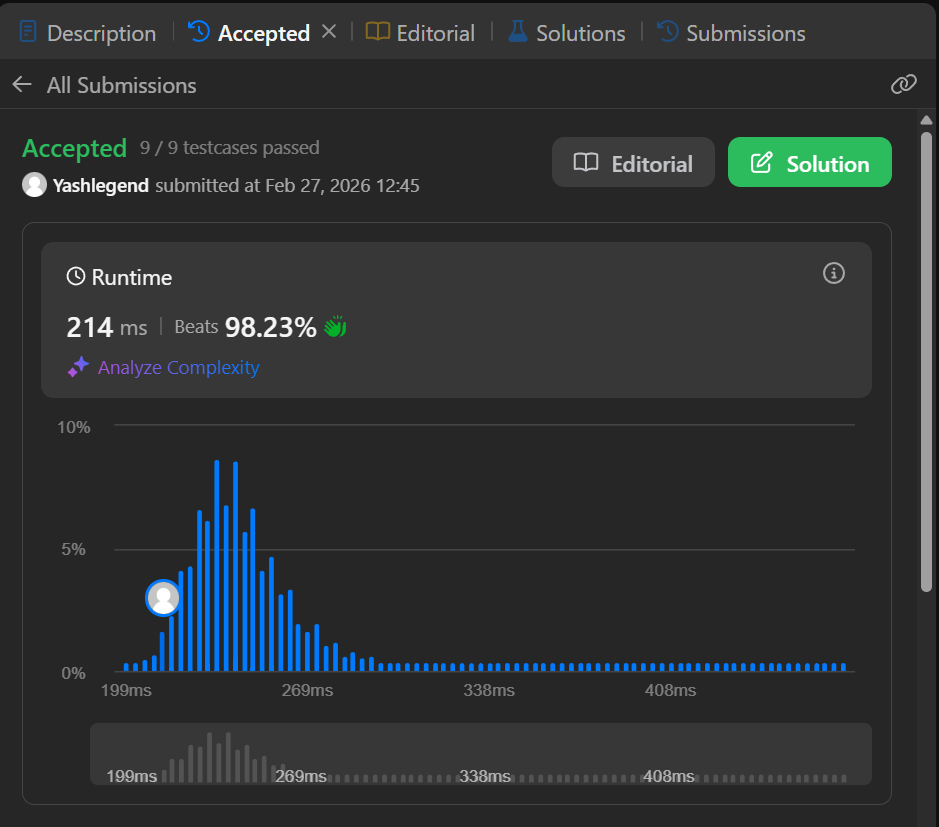 Description Accepted Editorial Solutions Submissions
All Submissions
Accepted 9 / 9 testcases passed
Editorial
Solution
Yashlegend submitted at Feb 27, 2026 12:45
Runtime
214 ms Beats 98.23%
Analyze Complexity
10%
5%
0%
199ms 269ms 338ms 408ms
199ms 269ms 338ms 408ms